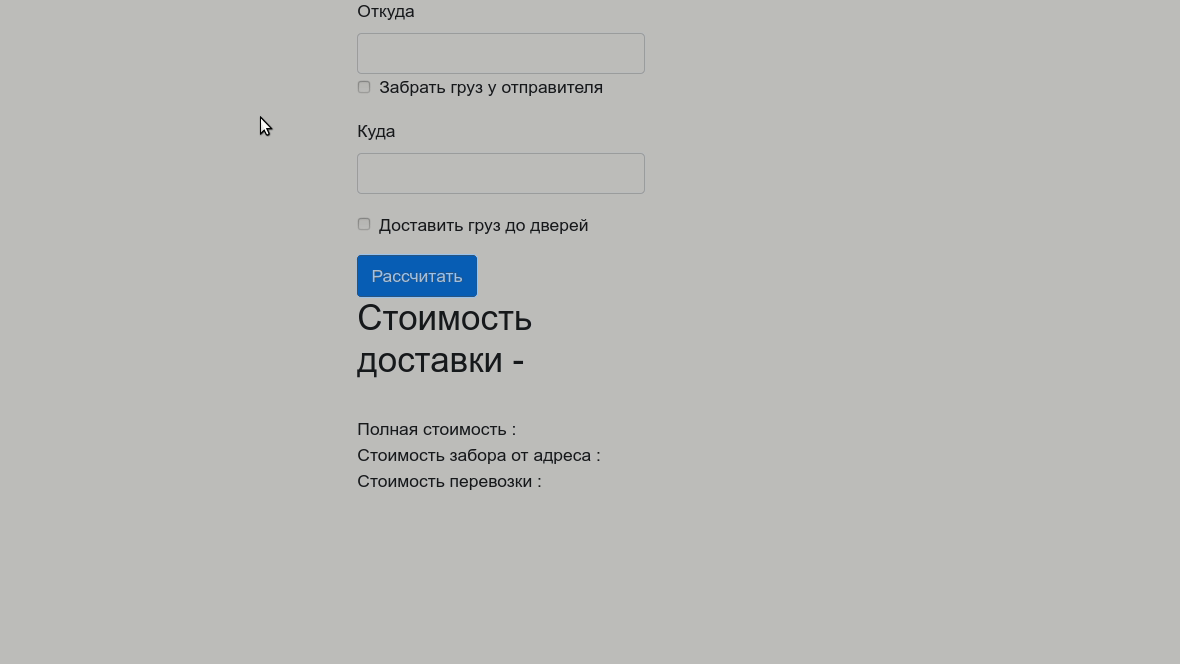 Откуда
Забрать груз у отправителя
Куда
Доставить груз до дверей
Рассчитать
Стоимость
доставки -
Полная стоимость :
Стоимость забора от адреса :
Стоимость перевозки :